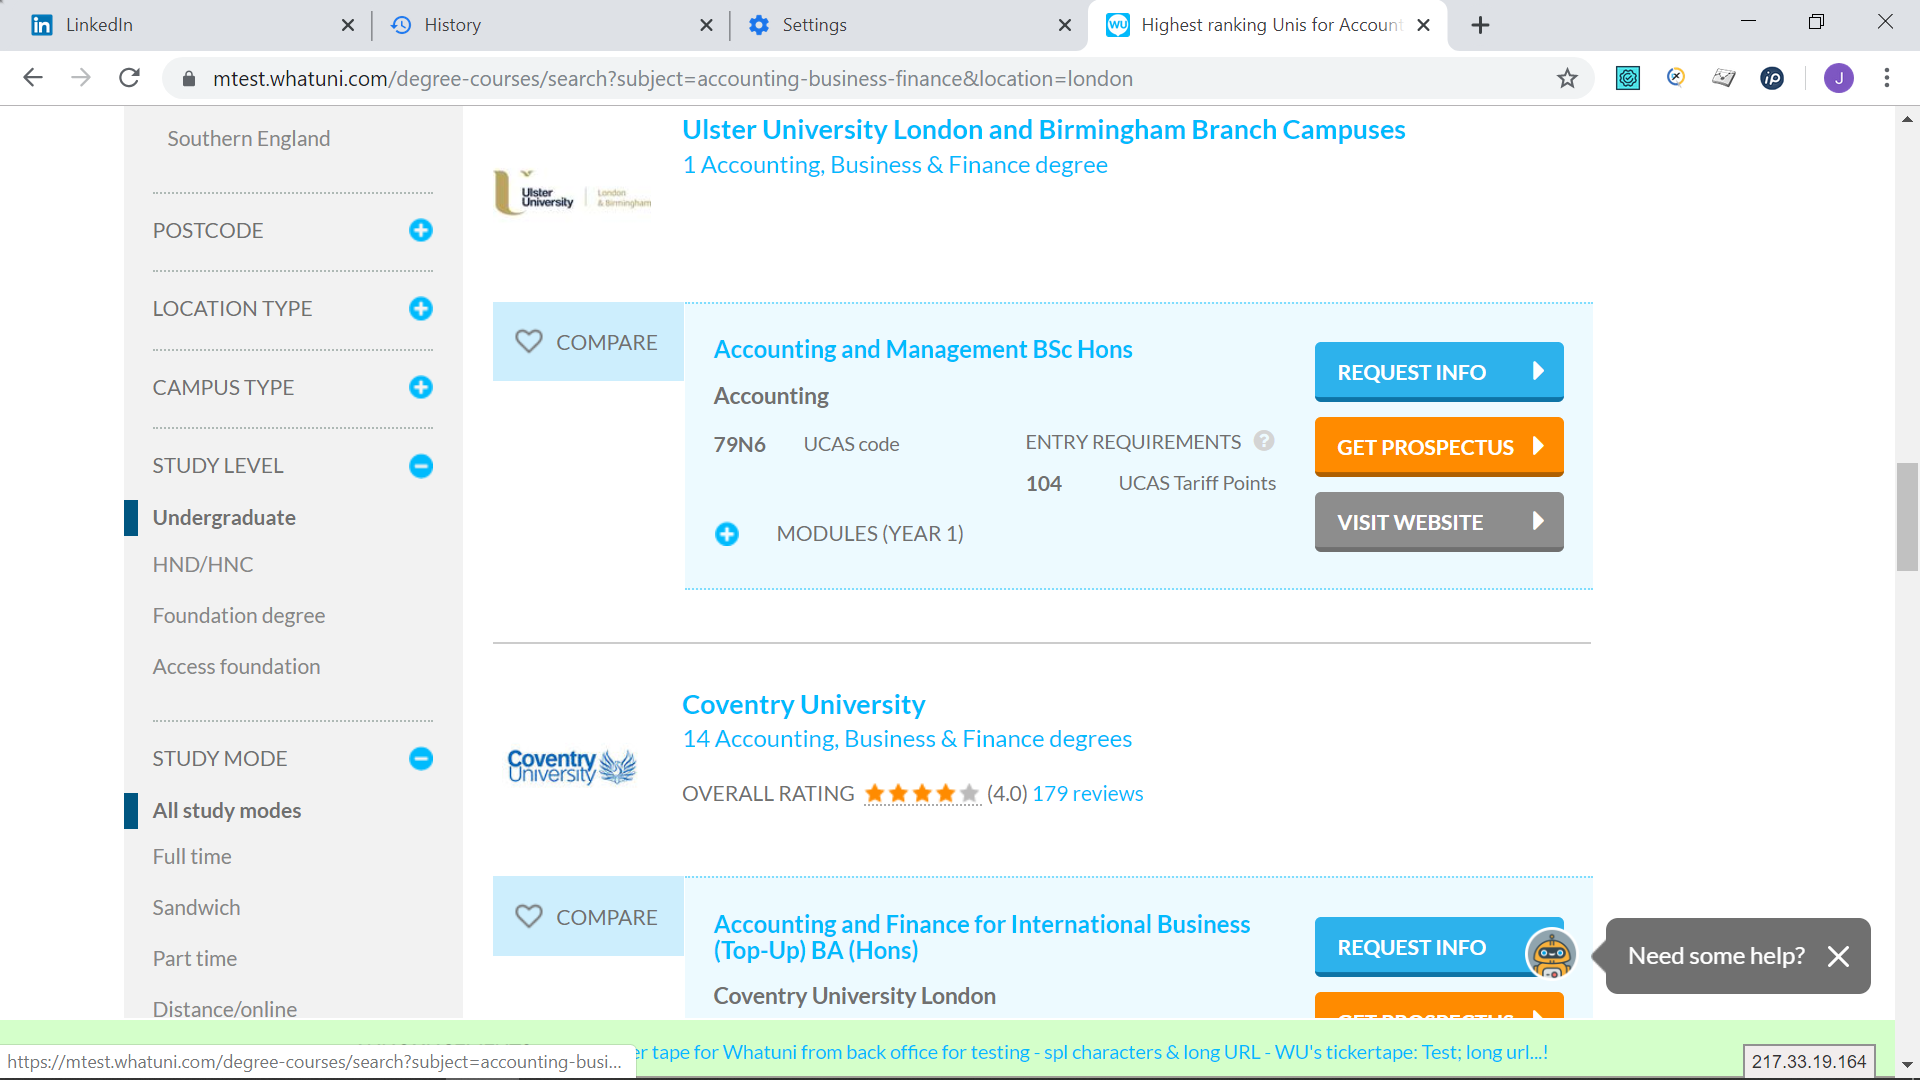 LinkedIn
History
Settings
Highest ranking Unis for Accoun
mtest.whatuni.com/degree-courses/search?subject=accounting-business-finance&location=london
J
Southern England
POSTCODE
LOCATION TYPE
CAMPUS TYPE
STUDY LEVEL
Undergraduate
HND/HNC
Foundation degree
Access foundation
STUDY MODE
All study modes
Full time
Sandwich
Part time
Distance/online
Ulster University London and Birmingham Branch Campuses
1 Accounting, Business & Finance degree
Ulster University
London & Birmingham
COMPARE
Accounting and Management BSc Hons
Accounting
79N6 UCAS code
ENTRY REQUIREMENTS ?
104 UCAS Tariff Points
MODULES (YEAR 1)
REQUEST INFO
GET PROSPECTUS
VISIT WEBSITE
Coventry University
14 Accounting, Business & Finance degrees
Coventry University
OVERALL RATING (4.0) 179 reviews
COMPARE
Accounting and Finance for International Business
(Top-Up) BA (Hons)
Coventry University London
REQUEST INFO
GET PROSPECTUS
Need some help?
er tape for Whatuni from back office for testing - spl characters & long URL - WU's tickertape: Test; long url...!
https://mtest.whatuni.com/degree-courses/search?subject=accounting-busi...
217.33.19.164